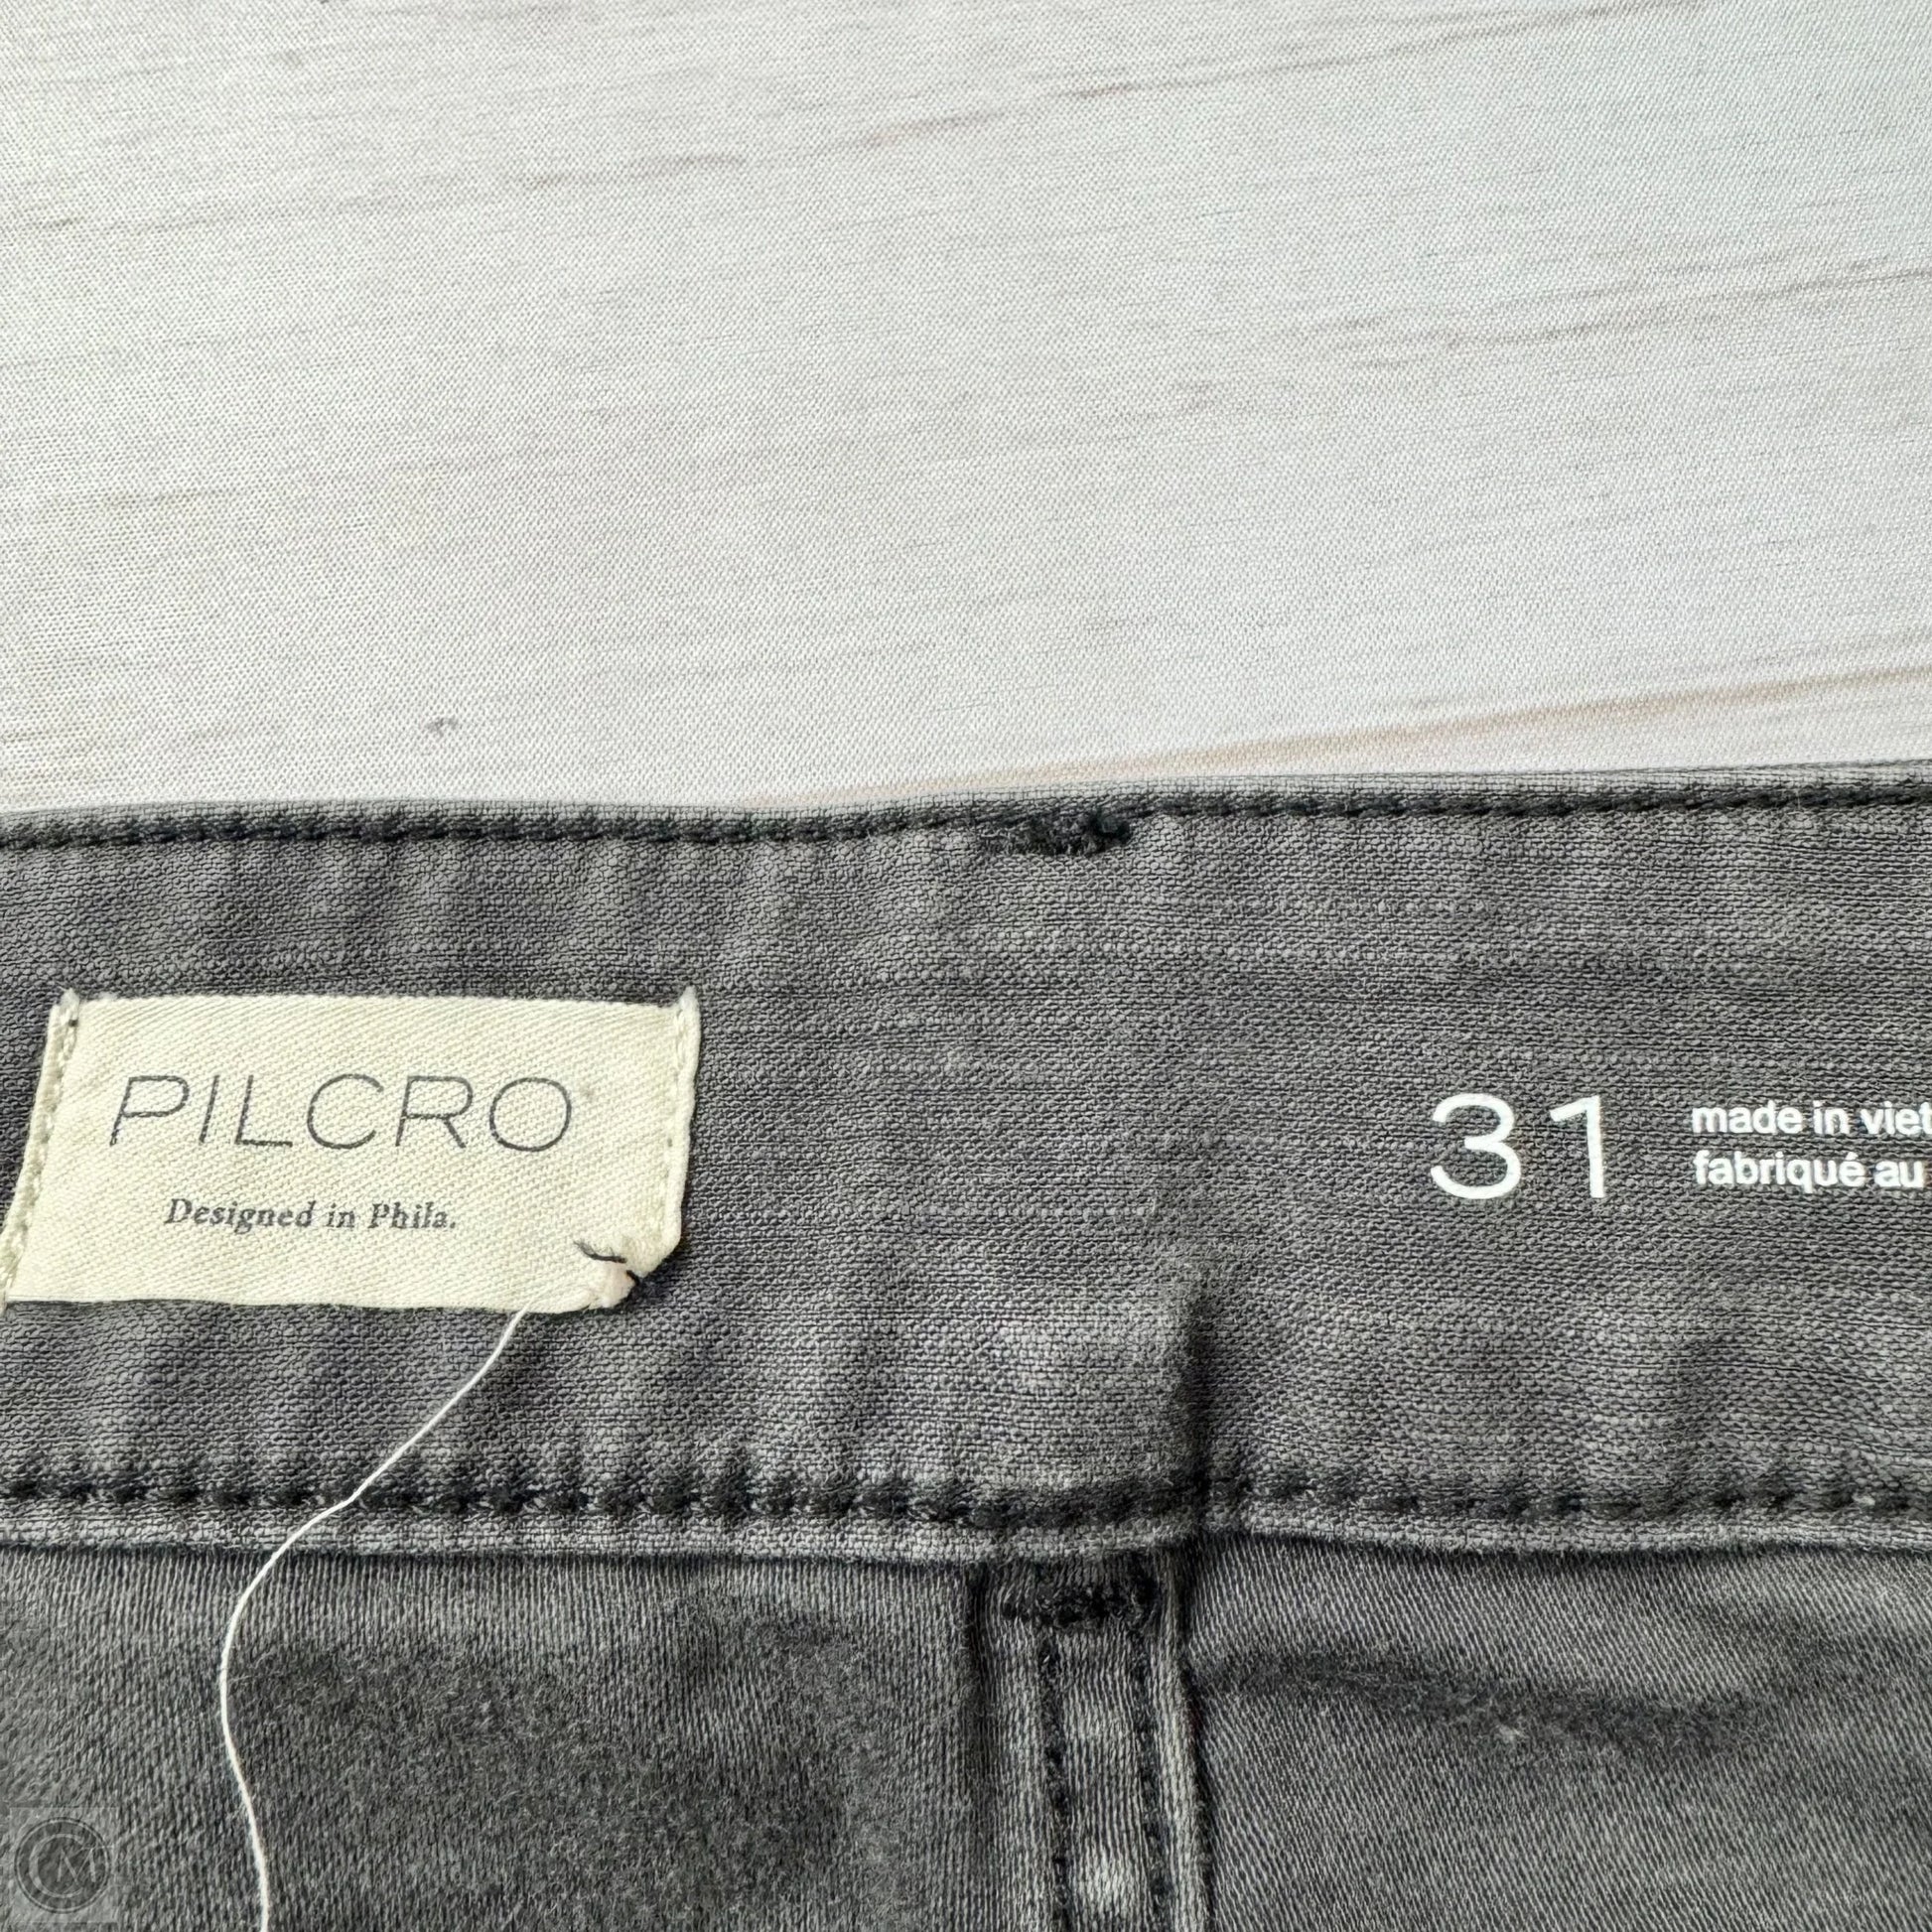 PILCRO
Designed in Phila.
31
made in viet
fabriqué au